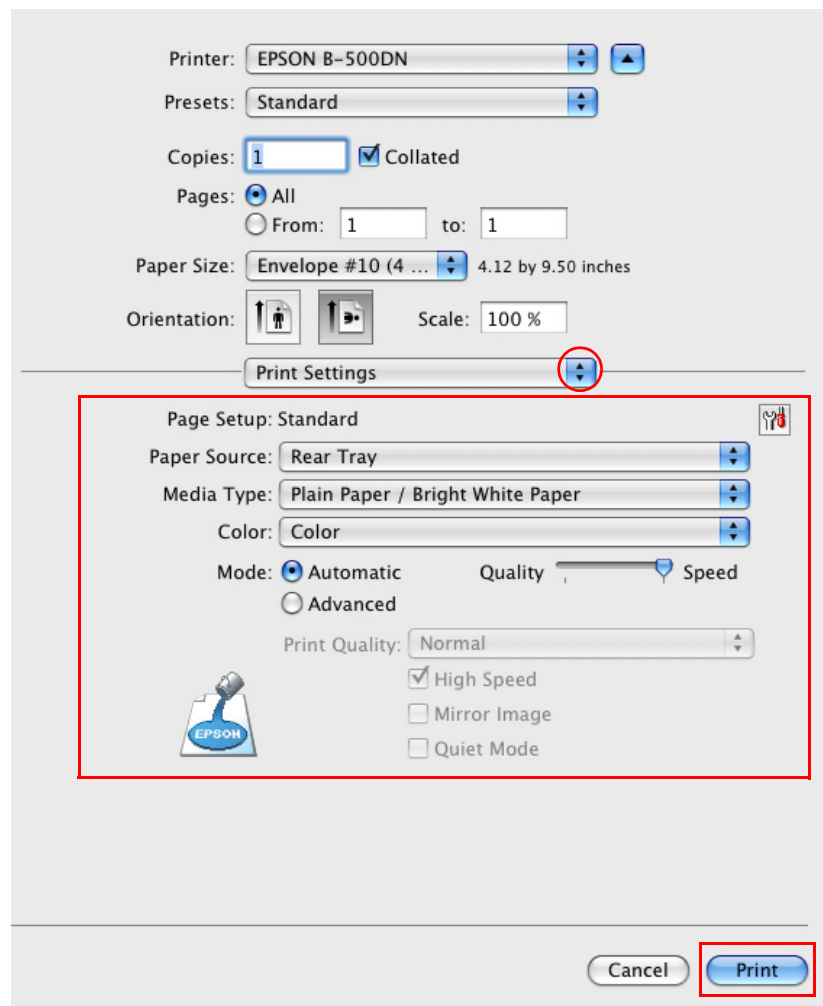 Printer: EPSON B-500DN
Presets: Standard
Copies: 1 Collated
Pages: All
From: 1 to: 1
Paper Size: Envelope #10 (4 ... 4.12 by 9.50 inches
Orientation: Scale: 100 %
Print Settings
Page Setup: Standard
Paper Source: Rear Tray
Media Type: Plain Paper / Bright White Paper
Color: Color
Mode: Automatic Quality Speed
Advanced
Print Quality: Normal
High Speed
Mirror Image
EPSON
Quiet Mode
Cancel Print